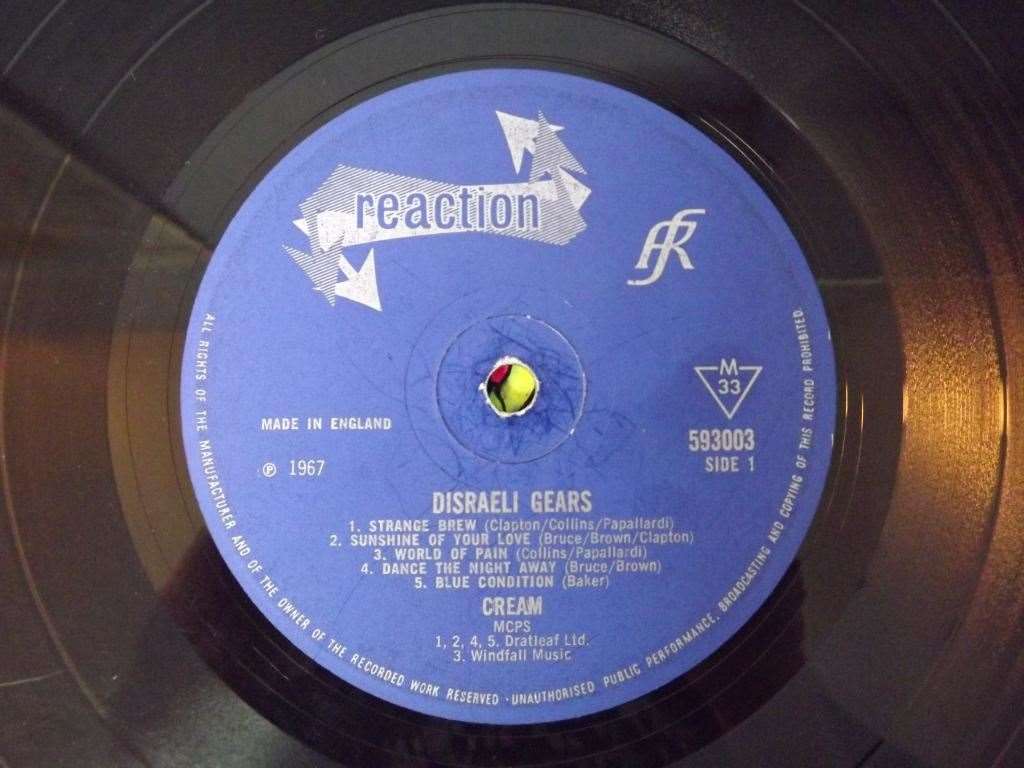 reaction
FR
M
33
MADE IN ENGLAND
℗ 1967
593003
SIDE 1
DISRAELI GEARS
1. STRANGE BREW (Clapton/Collins/Papallardi)
2. SUNSHINE OF YOUR LOVE (Bruce/Brown/Clapton)
3. WORLD OF PAIN (Collins/Papallardi)
4. DANCE THE NIGHT AWAY (Bruce/Brown)
5. BLUE CONDITION (Baker)
CREAM
MCPS
1, 2, 4, 5. Dratleaf Ltd.
3. Windfall Music
ALL RIGHTS OF THE MANUFACTURER AND OF THE OWNER OF THE RECORDED WORK RESERVED · UNAUTHORISED PUBLIC PERFORMANCE, BROADCASTING AND COPYING OF THIS RECORD PROHIBITED